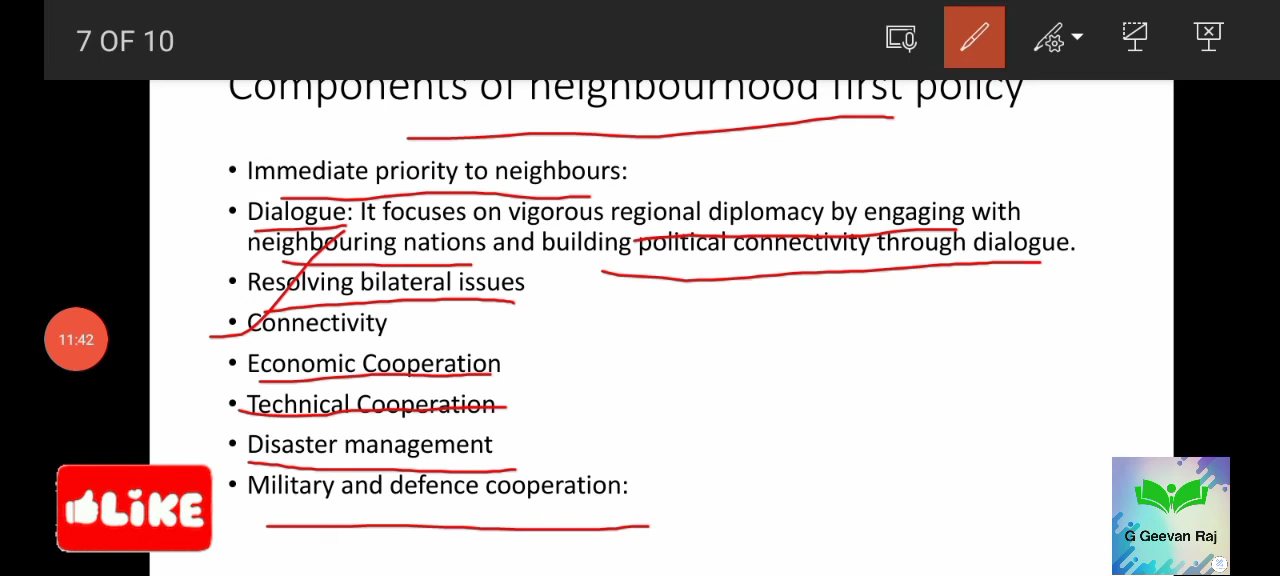 7 OF 10
Components of neighbourhood first policy
• Immediate priority to neighbours:
• Dialogue: It focuses on vigorous regional diplomacy by engaging with
neighbouring nations and building political connectivity through dialogue.
• Resolving bilateral issues
• Connectivity
11:42
• Economic Cooperation
• Technical Cooperation
• Disaster management
• Military and defence cooperation:
LiKE
G Geevan Raj